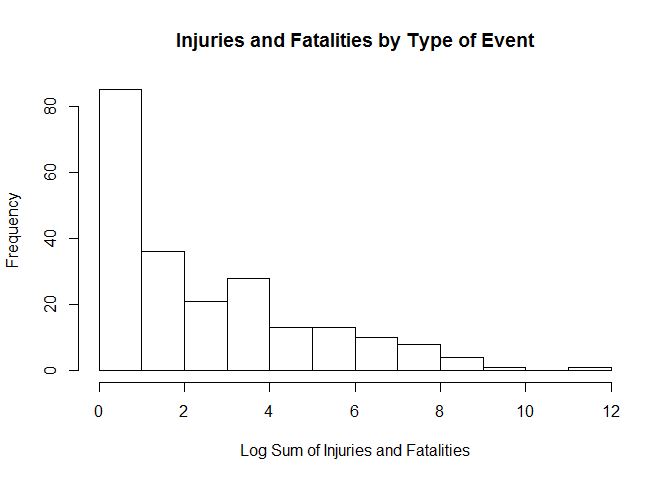 Injuries and Fatalities by Type of Event
Frequency
80
60
40
20
0
0 2 4 6 8 10 12
Log Sum of Injuries and Fatalities